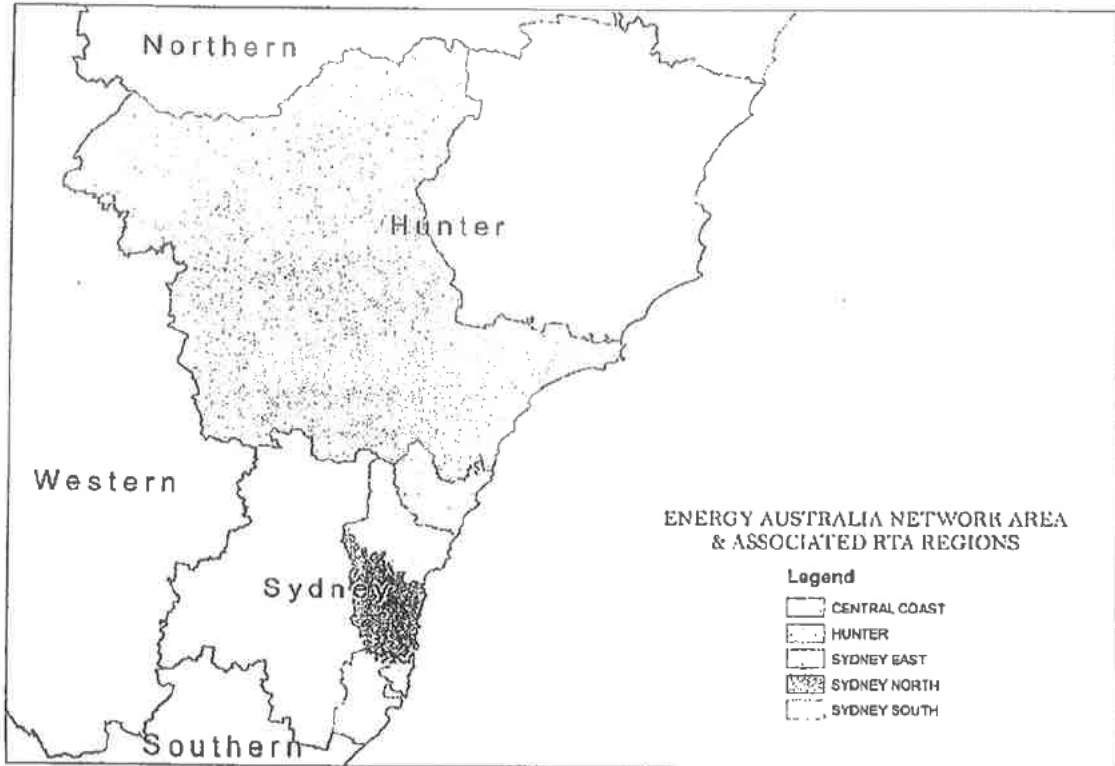 Northern
Hunter
Western
Sydney
Southern
ENERGY AUSTRALIA NETWORK AREA
& ASSOCIATED RTA REGIONS
Legend
CENTRAL COAST
HUNTER
SYDNEY EAST
SYDNEY NORTH
SYDNEY SOUTH